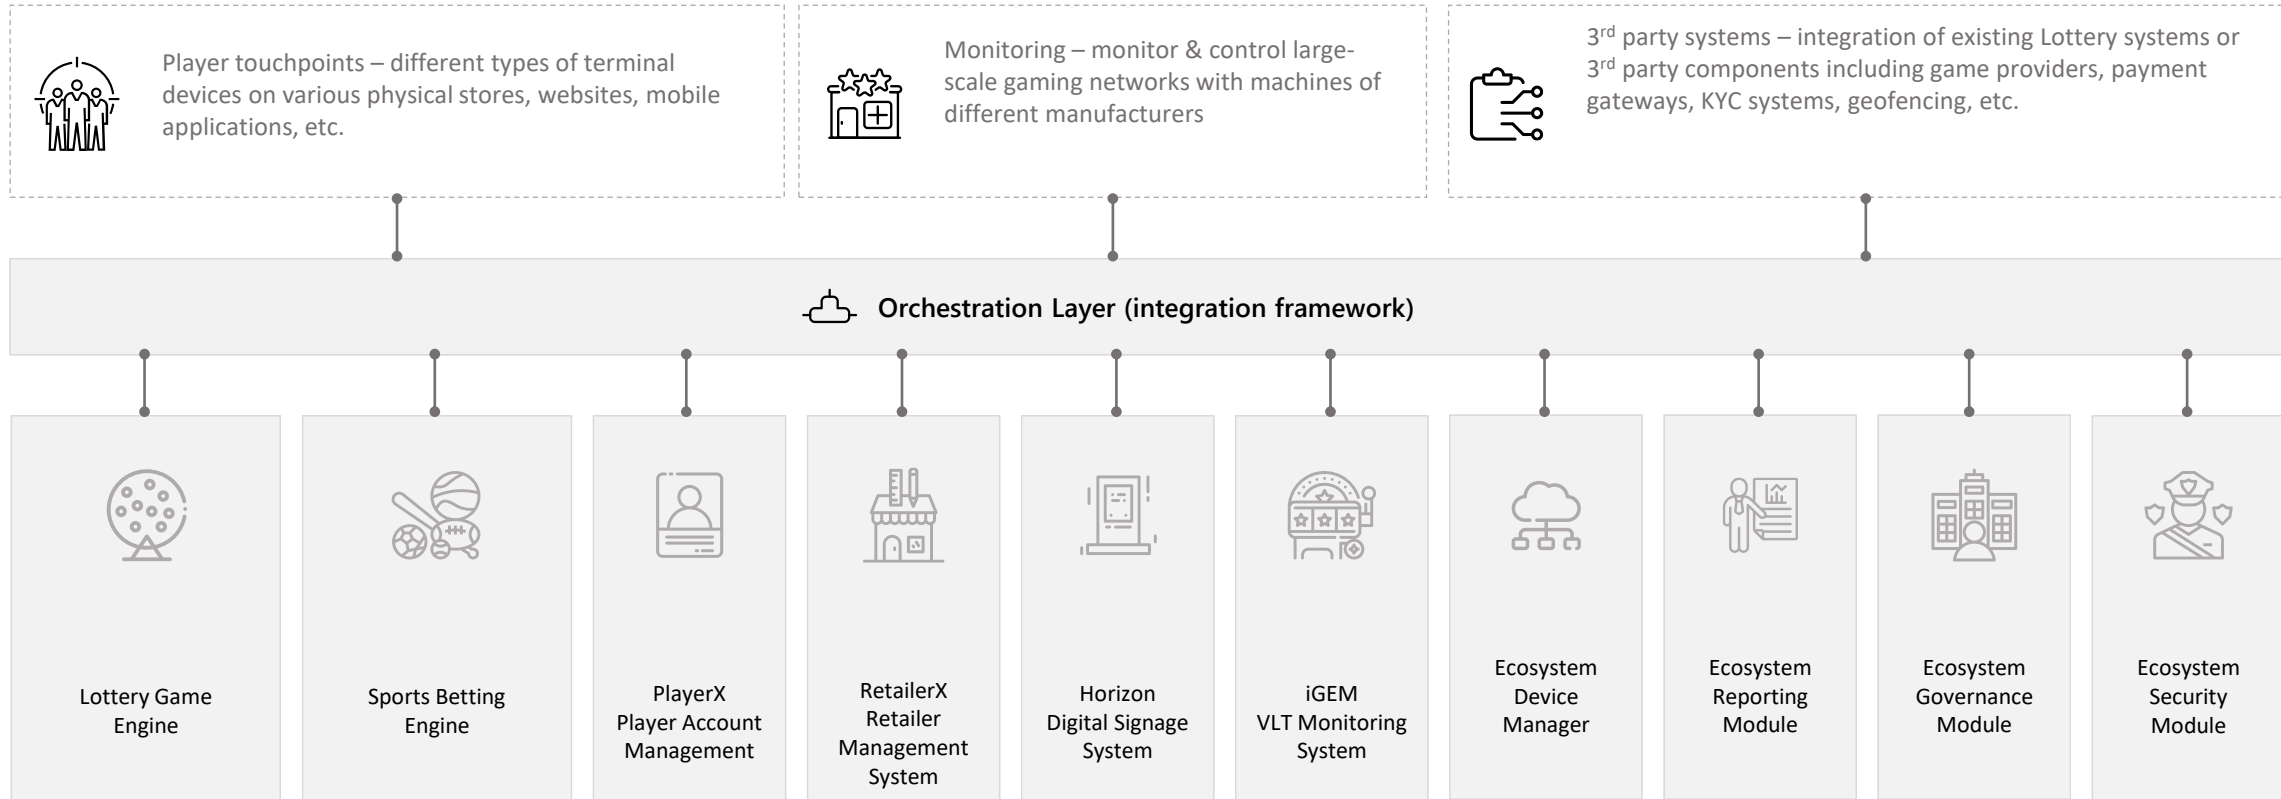 Player touchpoints – different types of terminal
devices on various physical stores, websites, mobile
applications, etc.
Monitoring – monitor & control large-
scale gaming networks with machines of
different manufacturers
3rd party systems – integration of existing Lottery systems or
3rd party components including game providers, payment
gateways, KYC systems, geofencing, etc.
Orchestration Layer (integration framework)
Lottery Game
Engine
Sports Betting
Engine
PlayerX
Player Account
Management
RetailerX
Retailer
Management
System
Horizon
Digital Signage
System
iGEM
VLT Monitoring
System
Ecosystem
Device
Manager
Ecosystem
Reporting
Module
Ecosystem
Governance
Module
Ecosystem
Security
Module